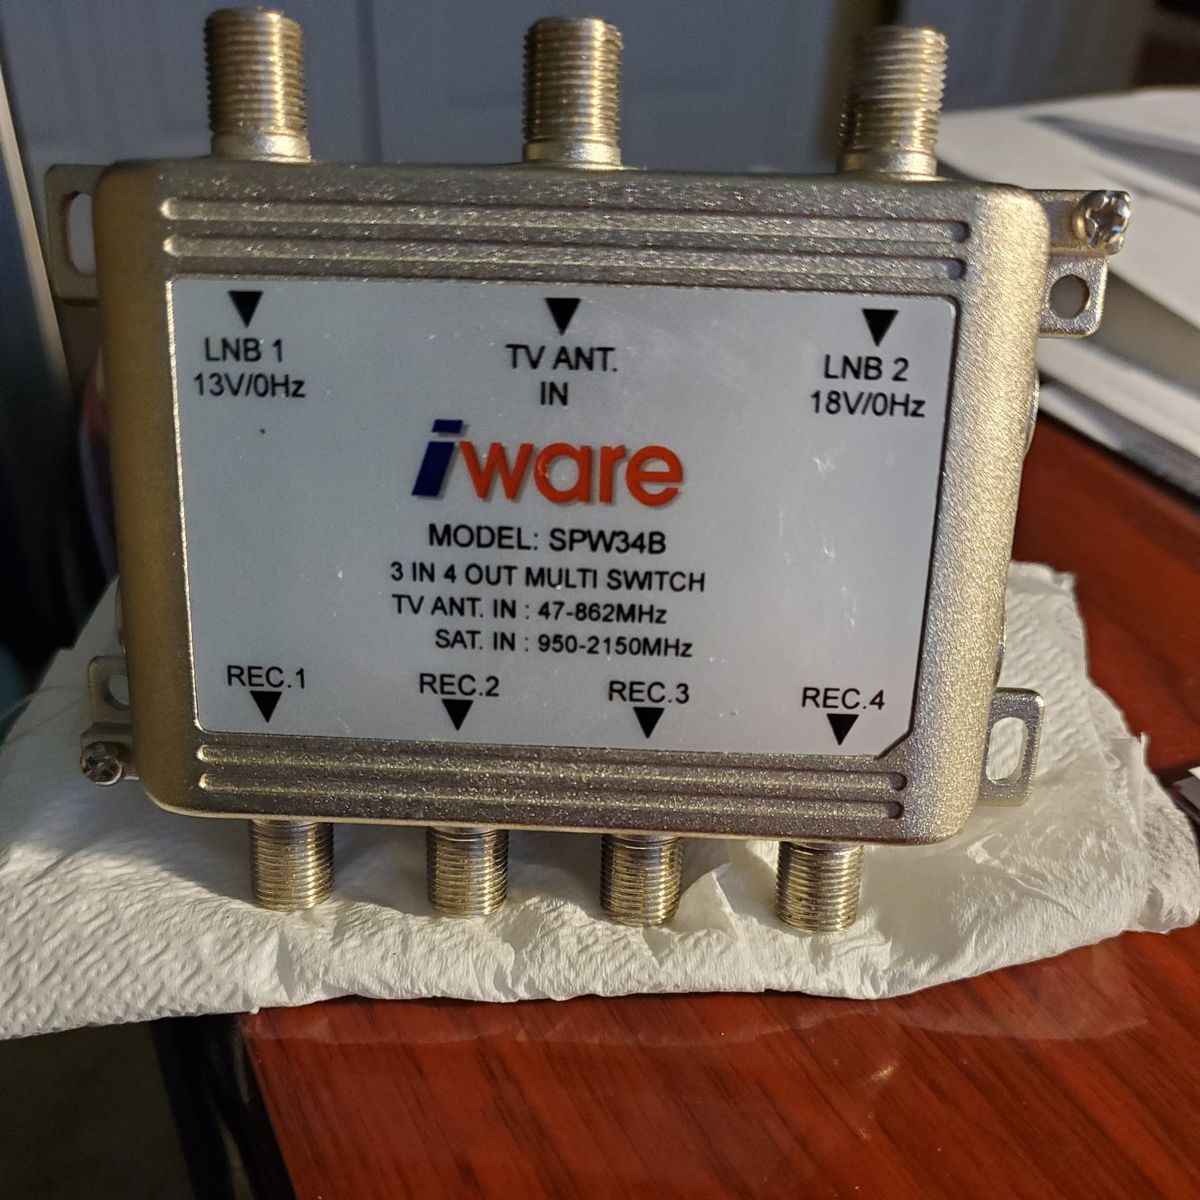 LNB 1
13V/0Hz
TV ANT.
IN
LNB 2
18V/0Hz
iware
MODEL: SPW34B
3 IN 4 OUT MULTI SWITCH
TV ANT. IN : 47-862MHz
SAT. IN : 950-2150MHz
REC.1
REC.2
REC.3
REC.4